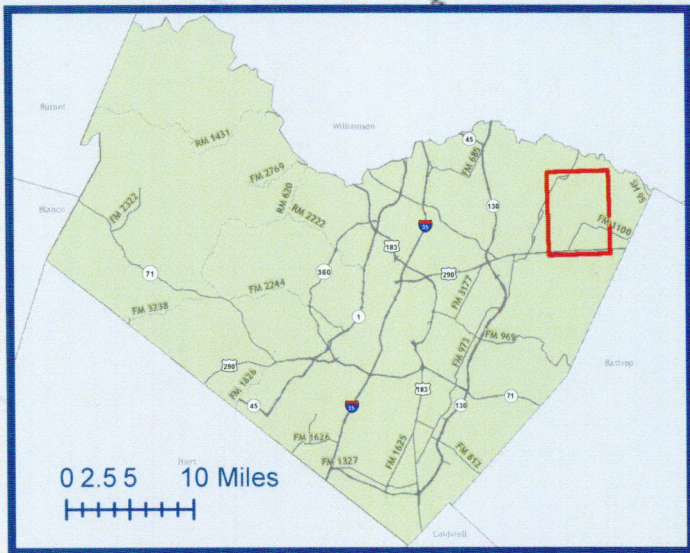 Burnet
Williamson
RM 1431
45
FM 685
FM 2769
SH 95
Blanco
FM 2322
RM 620
RM 2222
130
35
FM 1100
183
290
71
360
FM 2244
FM 3177
FM 3238
1
FM 973
FM 969
Bastrop
290
183
FM 1626
35
130
71
45
FM 1626
FM 1625
FM 812
Hays
FM 1327
0 2.5 5 10 Miles
Caldwell